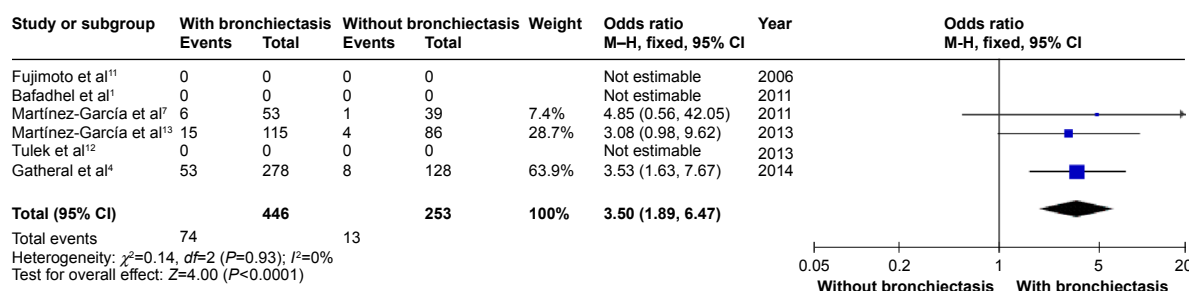 Study or subgroup With bronchiectasis Without bronchiectasis Weight Odds ratio Year Odds ratio
Events Total Events Total M–H, fixed, 95% CI M-H, fixed, 95% CI
Fujimoto et al¹¹ 0 0 0 0 Not estimable 2006
Bafadhel et al¹ 0 0 0 0 Not estimable 2011
Martínez-García et al⁷ 6 53 1 39 7.4% 4.85 (0.56, 42.05) 2011
Martínez-García et al¹³ 15 115 4 86 28.7% 3.08 (0.98, 9.62) 2013
Tulek et al¹² 0 0 0 0 Not estimable 2013
Gatheral et al⁴ 53 278 8 128 63.9% 3.53 (1.63, 7.67) 2014
Total (95% CI) 446 253 100% 3.50 (1.89, 6.47)
Total events 74 13
Heterogeneity: χ²=0.14, df=2 (P=0.93); I²=0%
Test for overall effect: Z=4.00 (P<0.0001)
0.05 0.2 1 5 20
Without bronchiectasis With bronchiectasis